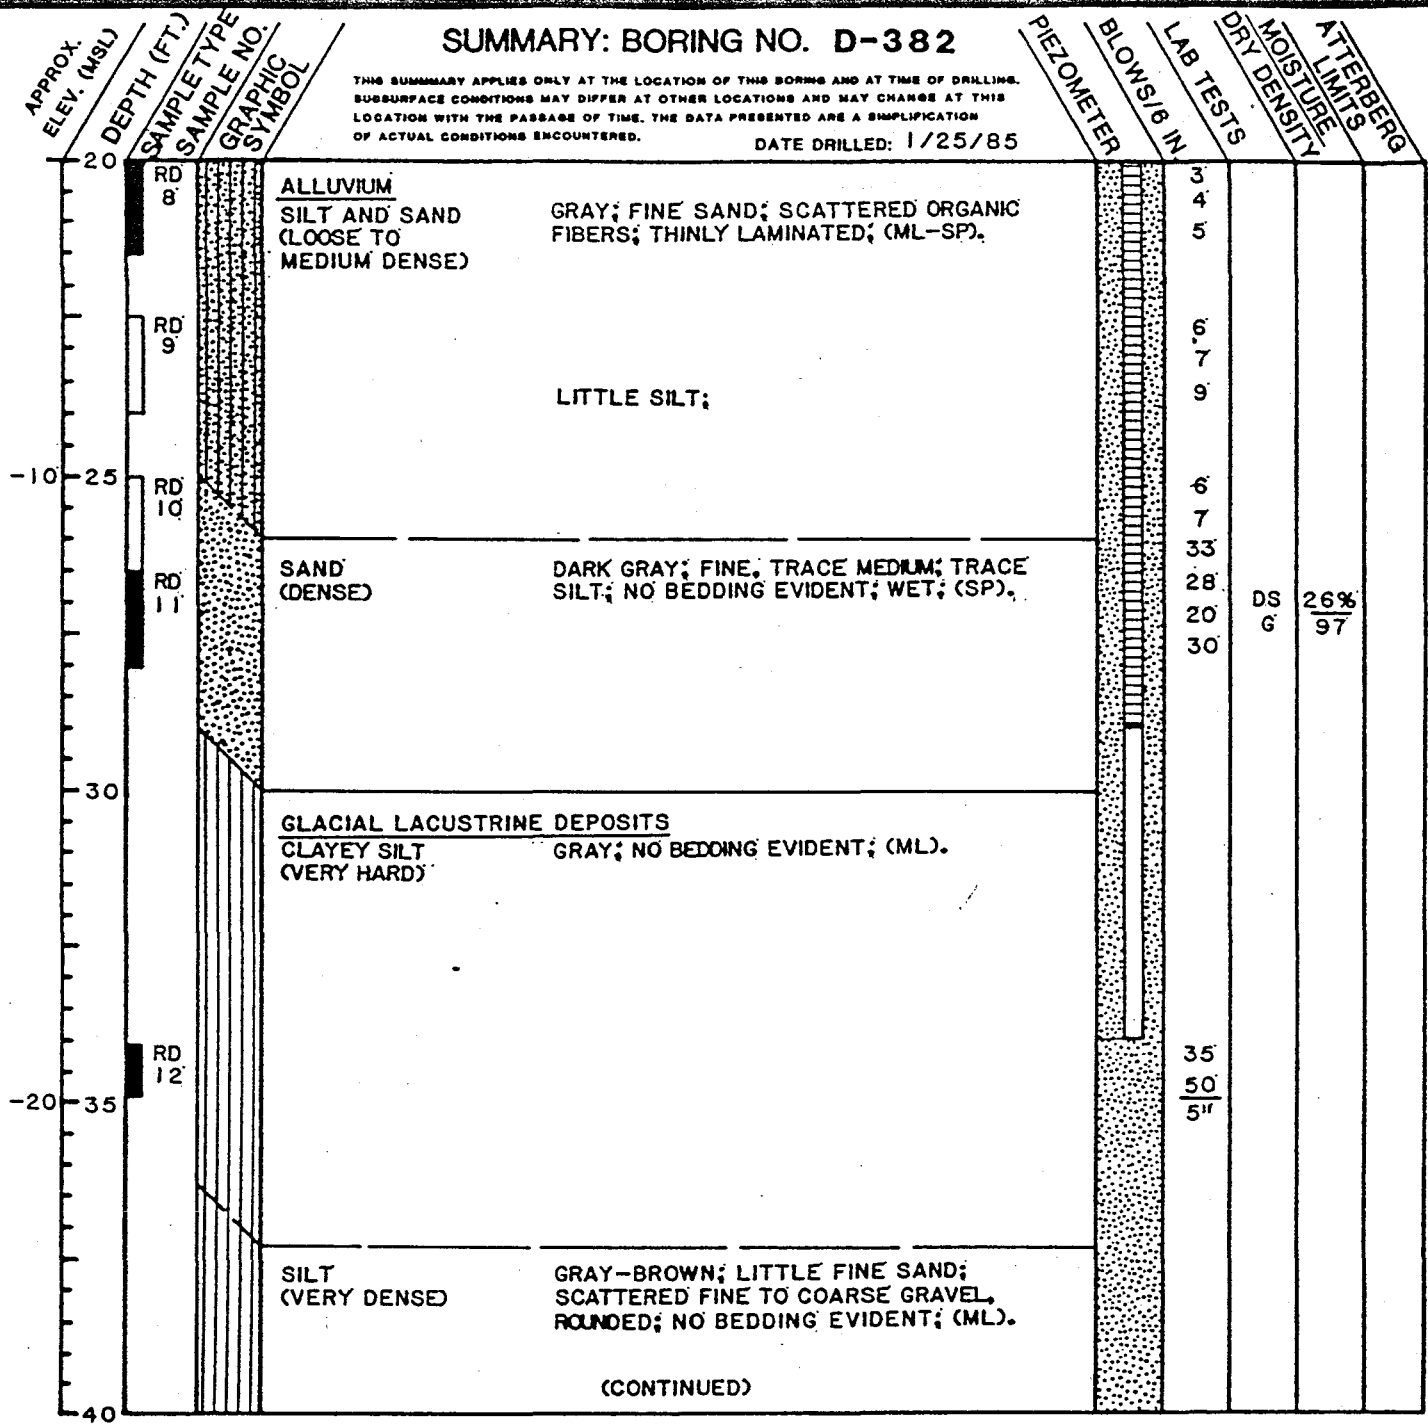 SUMMARY: BORING NO. D-382
THIS SUMMMARY APPLIES ONLY AT THE LOCATION OF THIS BORING AND AT TIME OF DRILLING.
SUBSURFACE CONDITIONS MAY DIFFER AT OTHER LOCATIONS AND MAY CHANGE AT THIS
LOCATION WITH THE PASSAGE OF TIME. THE DATA PRESENTED ARE A SIMPLIFICATION
OF ACTUAL CONDITIONS ENCOUNTERED.
DATE DRILLED: 1/25/85
APPROX.
ELEV. (MSL)
DEPTH (FT.)
SAMPLE TYPE
SAMPLE NO.
GRAPHIC
SYMBOL
PIEZOMETER
BLOWS/6 IN.
LAB TESTS
DRY DENSITY
MOISTURE
LIMITS
ATTERBERG
20
RD
8
ALLUVIUM
SILT AND SAND
(LOOSE TO
MEDIUM DENSE)
GRAY; FINE SAND; SCATTERED ORGANIC
FIBERS; THINLY LAMINATED; (ML-SP).
3
4
5
RD
9
6
7
9
LITTLE SILT;
-10
25
RD
10
6
7
33
SAND
(DENSE)
DARK GRAY; FINE, TRACE MEDIUM; TRACE
SILT; NO BEDDING EVIDENT; WET; (SP).
RD
11
28
20
30
DS
G
26%
97
30
GLACIAL LACUSTRINE DEPOSITS
CLAYEY SILT
(VERY HARD)
GRAY; NO BEDDING EVIDENT; (ML).
RD
12
35
50
5"
-20
35
SILT
(VERY DENSE)
GRAY-BROWN; LITTLE FINE SAND;
SCATTERED FINE TO COARSE GRAVEL,
ROUNDED; NO BEDDING EVIDENT; (ML).
(CONTINUED)
40